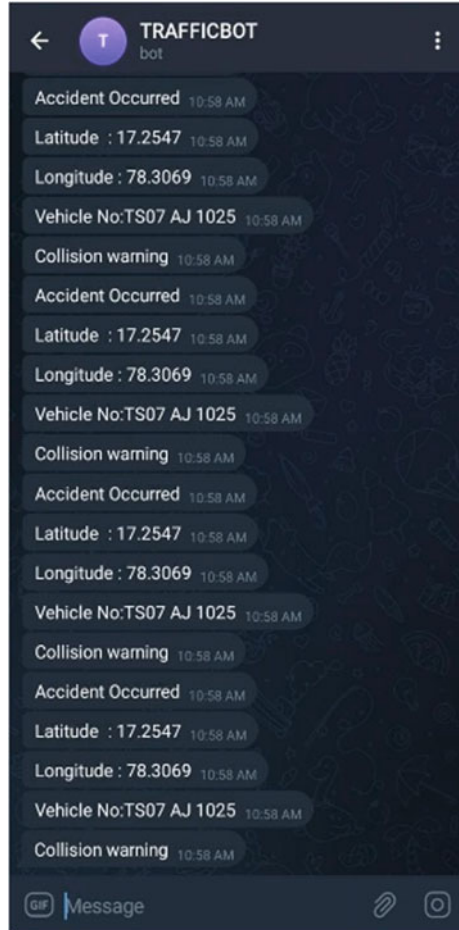 T
TRAFFICBOT
bot
Accident Occurred 10:58 AM
Latitude : 17.2547 10:58 AM
Longitude : 78.3069 10:58 AM
Vehicle No:TS07 AJ 1025 10:58 AM
Collision warning 10:58 AM
Accident Occurred 10:58 AM
Latitude : 17.2547 10:58 AM
Longitude : 78.3069 10:58 AM
Vehicle No:TS07 AJ 1025 10:58 AM
Collision warning 10:58 AM
Accident Occurred 10:58 AM
Latitude : 17.2547 10:58 AM
Longitude : 78.3069 10:58 AM
Vehicle No:TS07 AJ 1025 10:58 AM
Collision warning 10:58 AM
Accident Occurred 10:58 AM
Latitude : 17.2547 10:58 AM
Longitude : 78.3069 10:58 AM
Vehicle No:TS07 AJ 1025 10:58 AM
Collision warning 10:58 AM
GIF Message